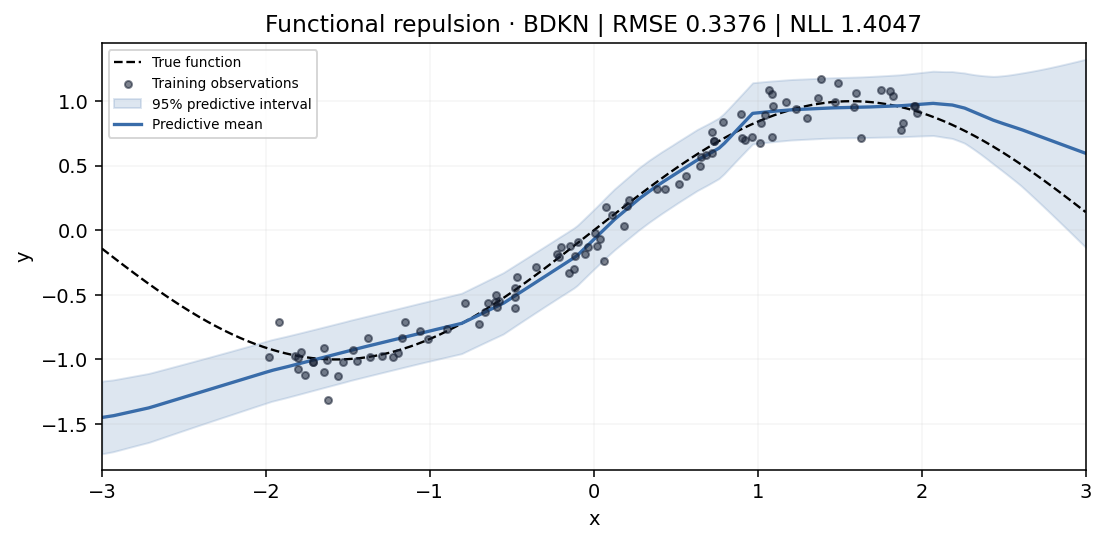 Functional repulsion · BDKN | RMSE 0.3376 | NLL 1.4047
True function
Training observations
95% predictive interval
Predictive mean
1.0
0.5
0.0
−0.5
−1.0
−1.5
y
−3 −2 −1 0 1 2 3
x